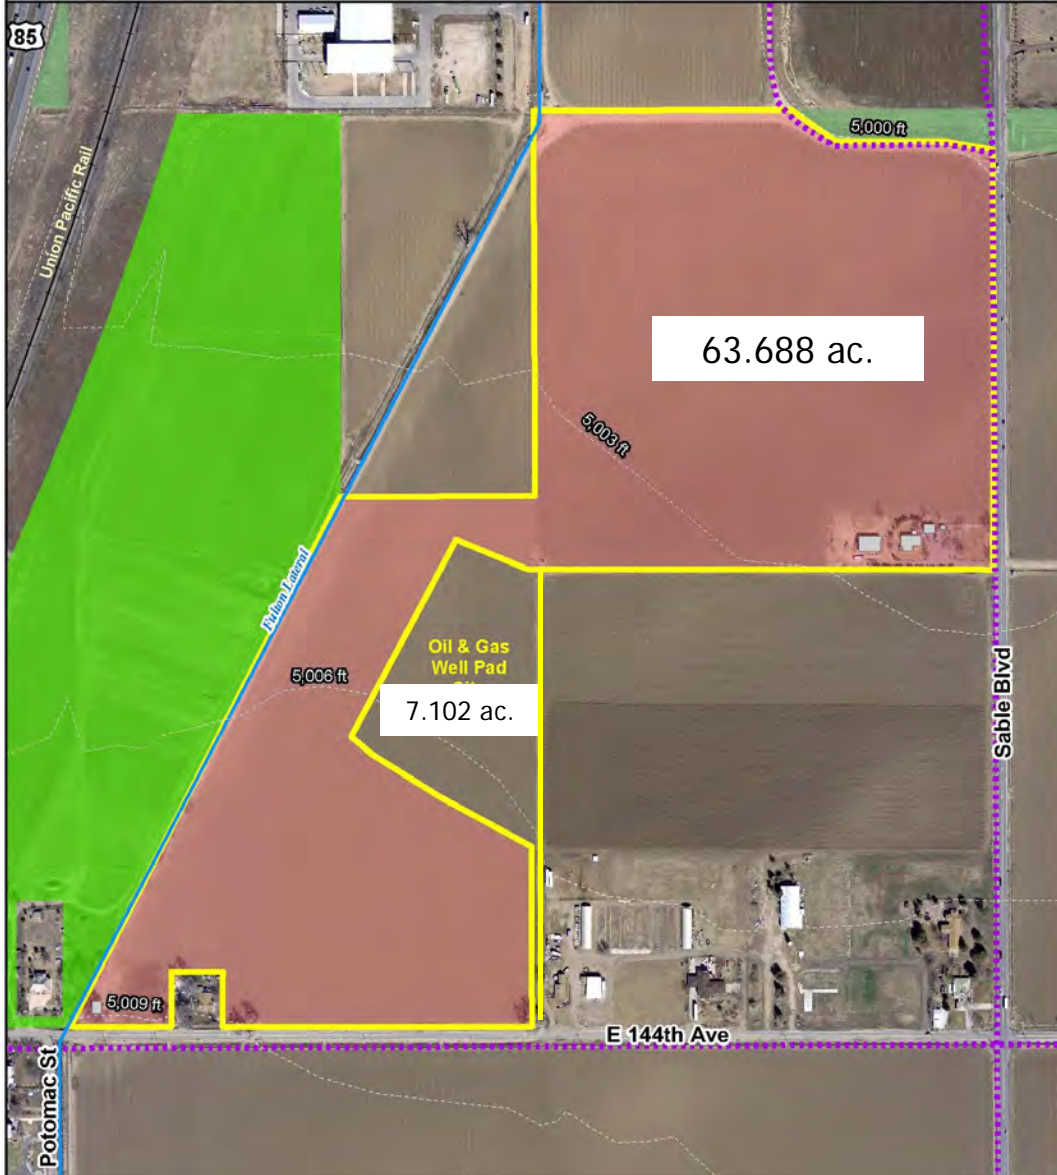 85
5,000 ft
Union Pacific Rail
63.688 ac.
5,003 ft
Fulton Lateral
Oil & Gas
Well Pad
5,006 ft
7.102 ac.
Sable Blvd
5,009 ft
E 144th Ave
Potomac St